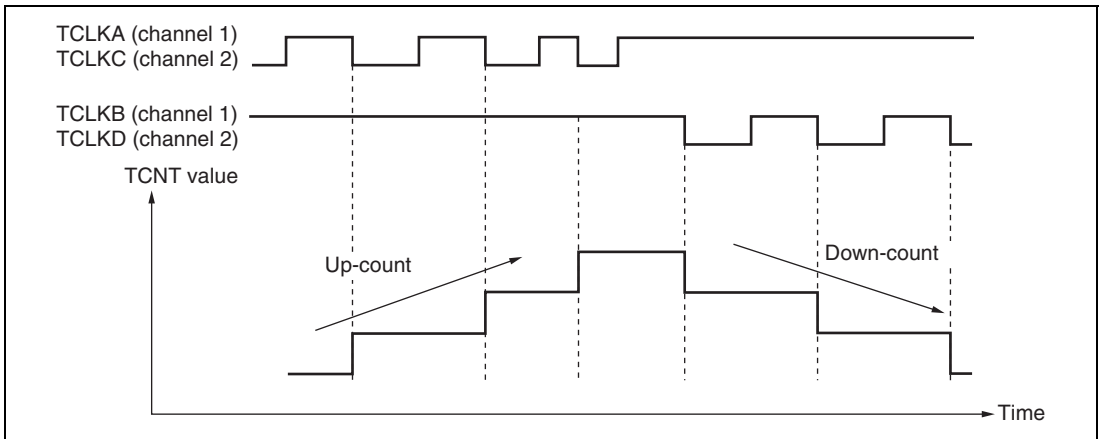 TCLKA (channel 1)
TCLKC (channel 2)
TCLKB (channel 1)
TCLKD (channel 2)
TCNT value
Up-count
Down-count
Time